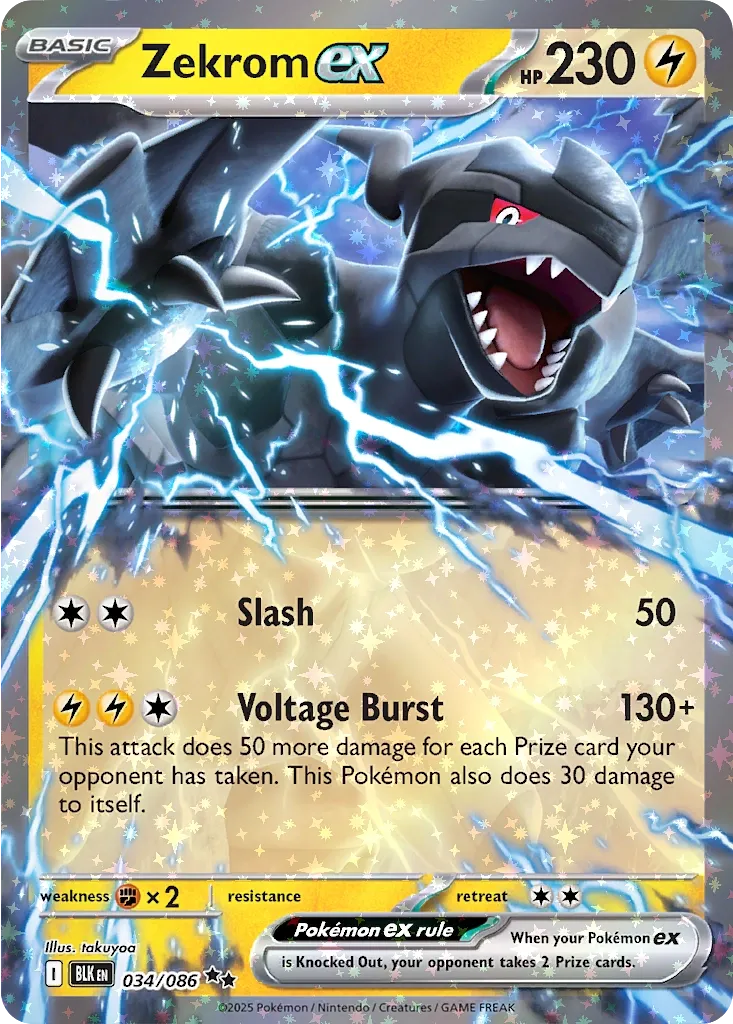 BASIC Zekrom ex HP 230
Slash 50
Voltage Burst 130+
This attack does 50 more damage for each Prize card your
opponent has taken. This Pokémon also does 30 damage
to itself.
weakness ×2 resistance retreat
Pokémon ex rule When your Pokémon ex
is Knocked Out, your opponent takes 2 Prize cards.
Illus. takuyoa
I BLK EN 034/086
©2025 Pokémon / Nintendo / Creatures / GAME FREAK